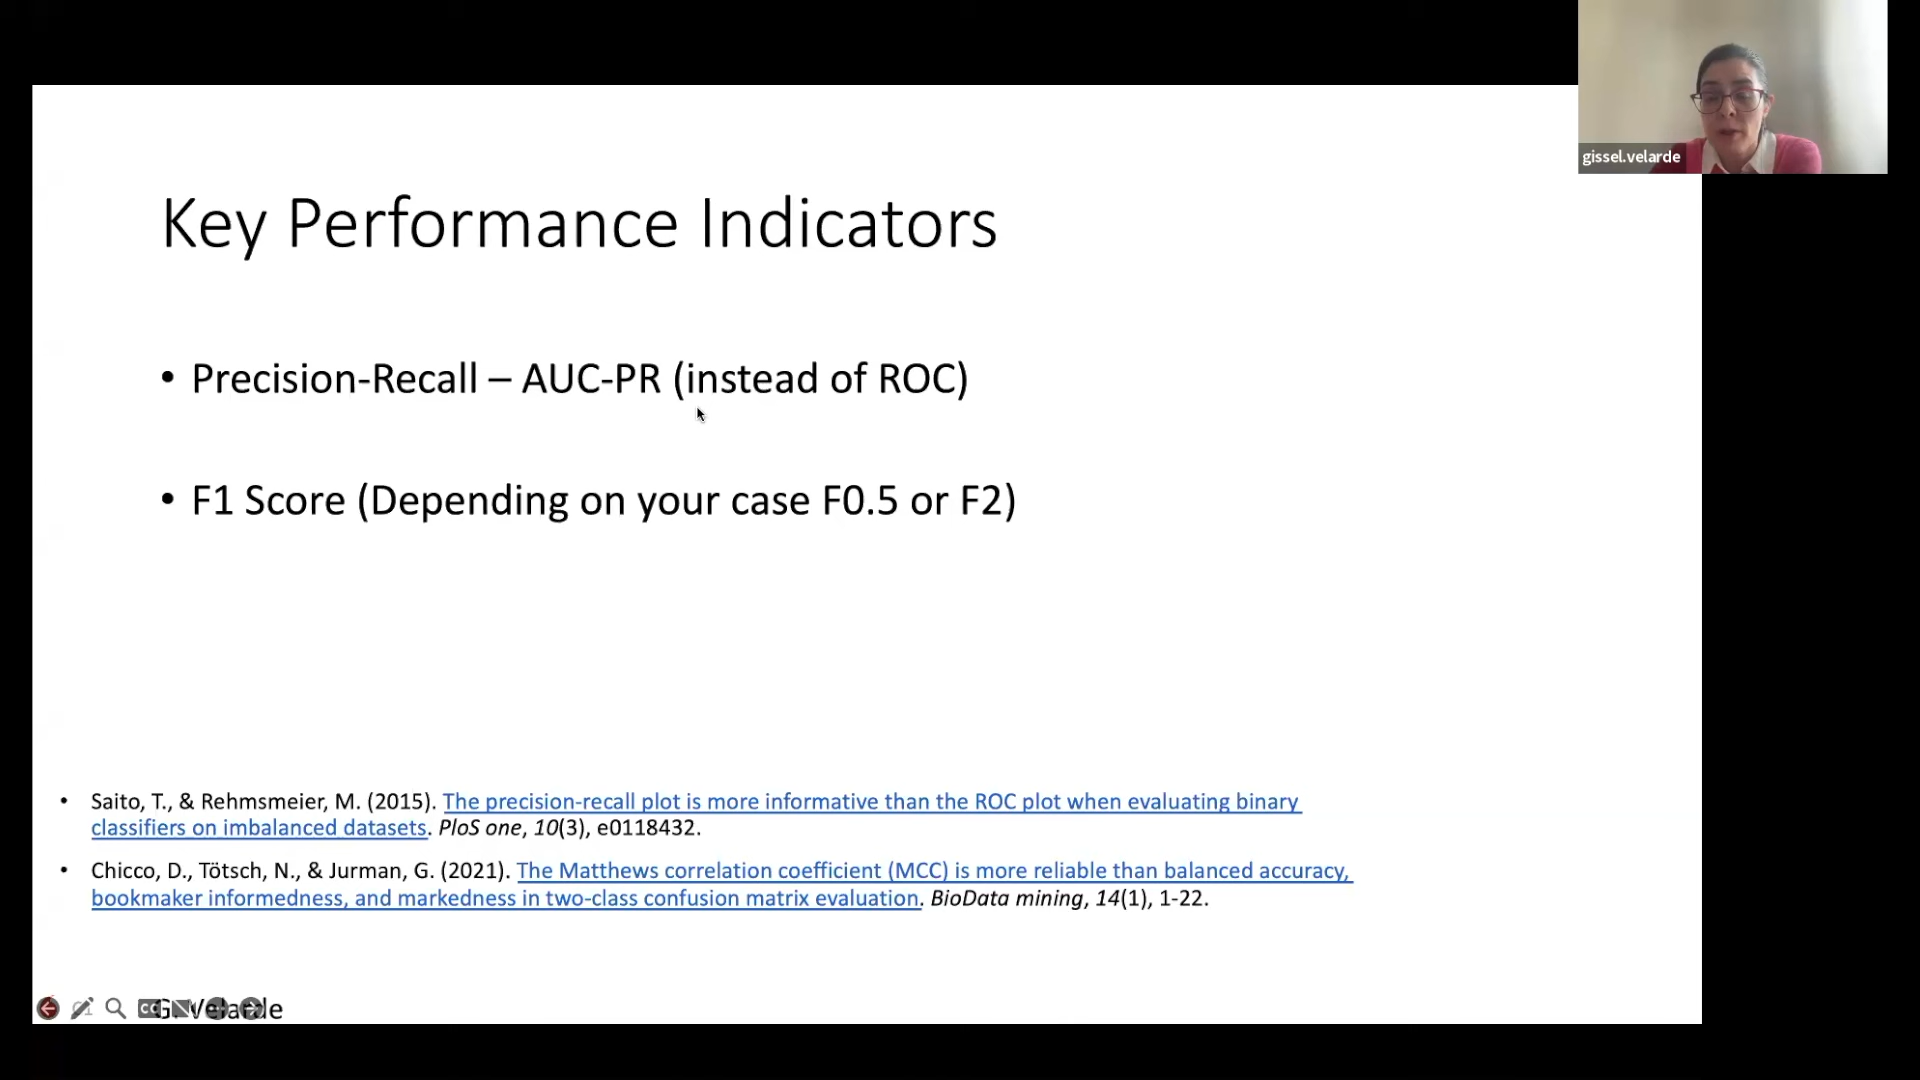 gissel.velarde
Key Performance Indicators
• Precision-Recall – AUC-PR (instead of ROC)
• F1 Score (Depending on your case F0.5 or F2)
• Saito, T., & Rehmsmeier, M. (2015). The precision-recall plot is more informative than the ROC plot when evaluating binary
classifiers on imbalanced datasets. PloS one, 10(3), e0118432.
• Chicco, D., Tötsch, N., & Jurman, G. (2021). The Matthews correlation coefficient (MCC) is more reliable than balanced accuracy,
bookmaker informedness, and markedness in two-class confusion matrix evaluation. BioData mining, 14(1), 1-22.
CC G. Velarde